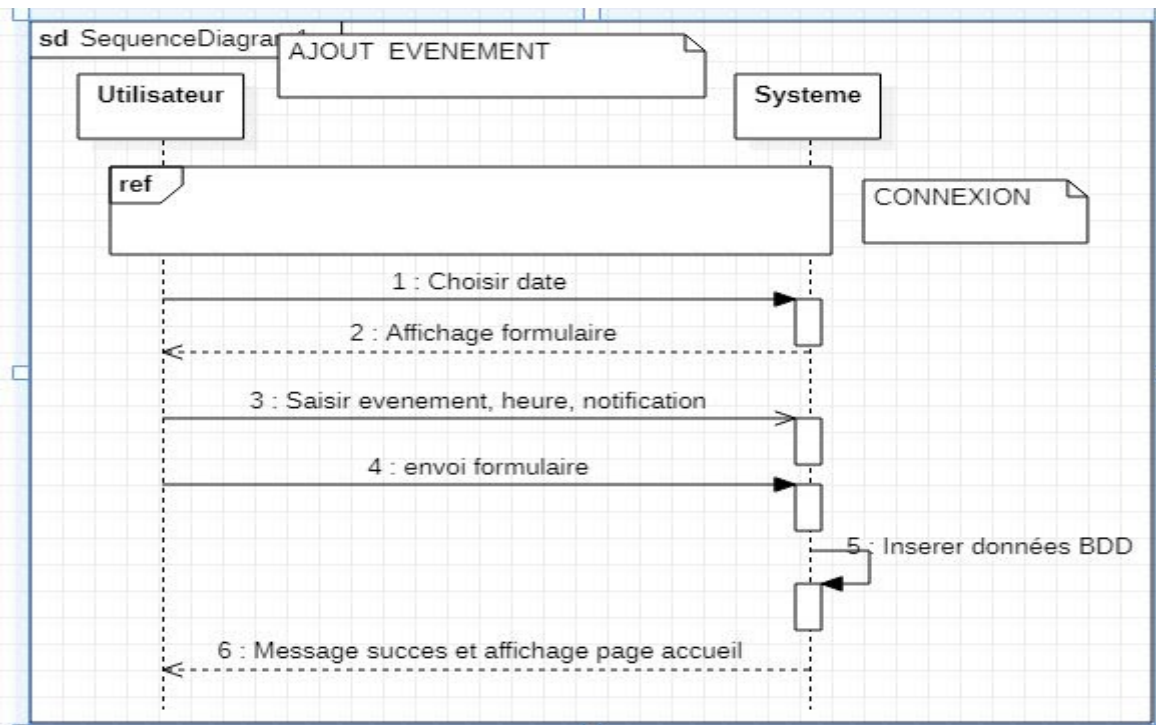 sd SequenceDiagram1
AJOUT EVENEMENT
Utilisateur
Systeme
ref
CONNEXION
1 : Choisir date
2 : Affichage formulaire
3 : Saisir evenement, heure, notification
4 : envoi formulaire
5 : Inserer données BDD
6 : Message succes et affichage page accueil